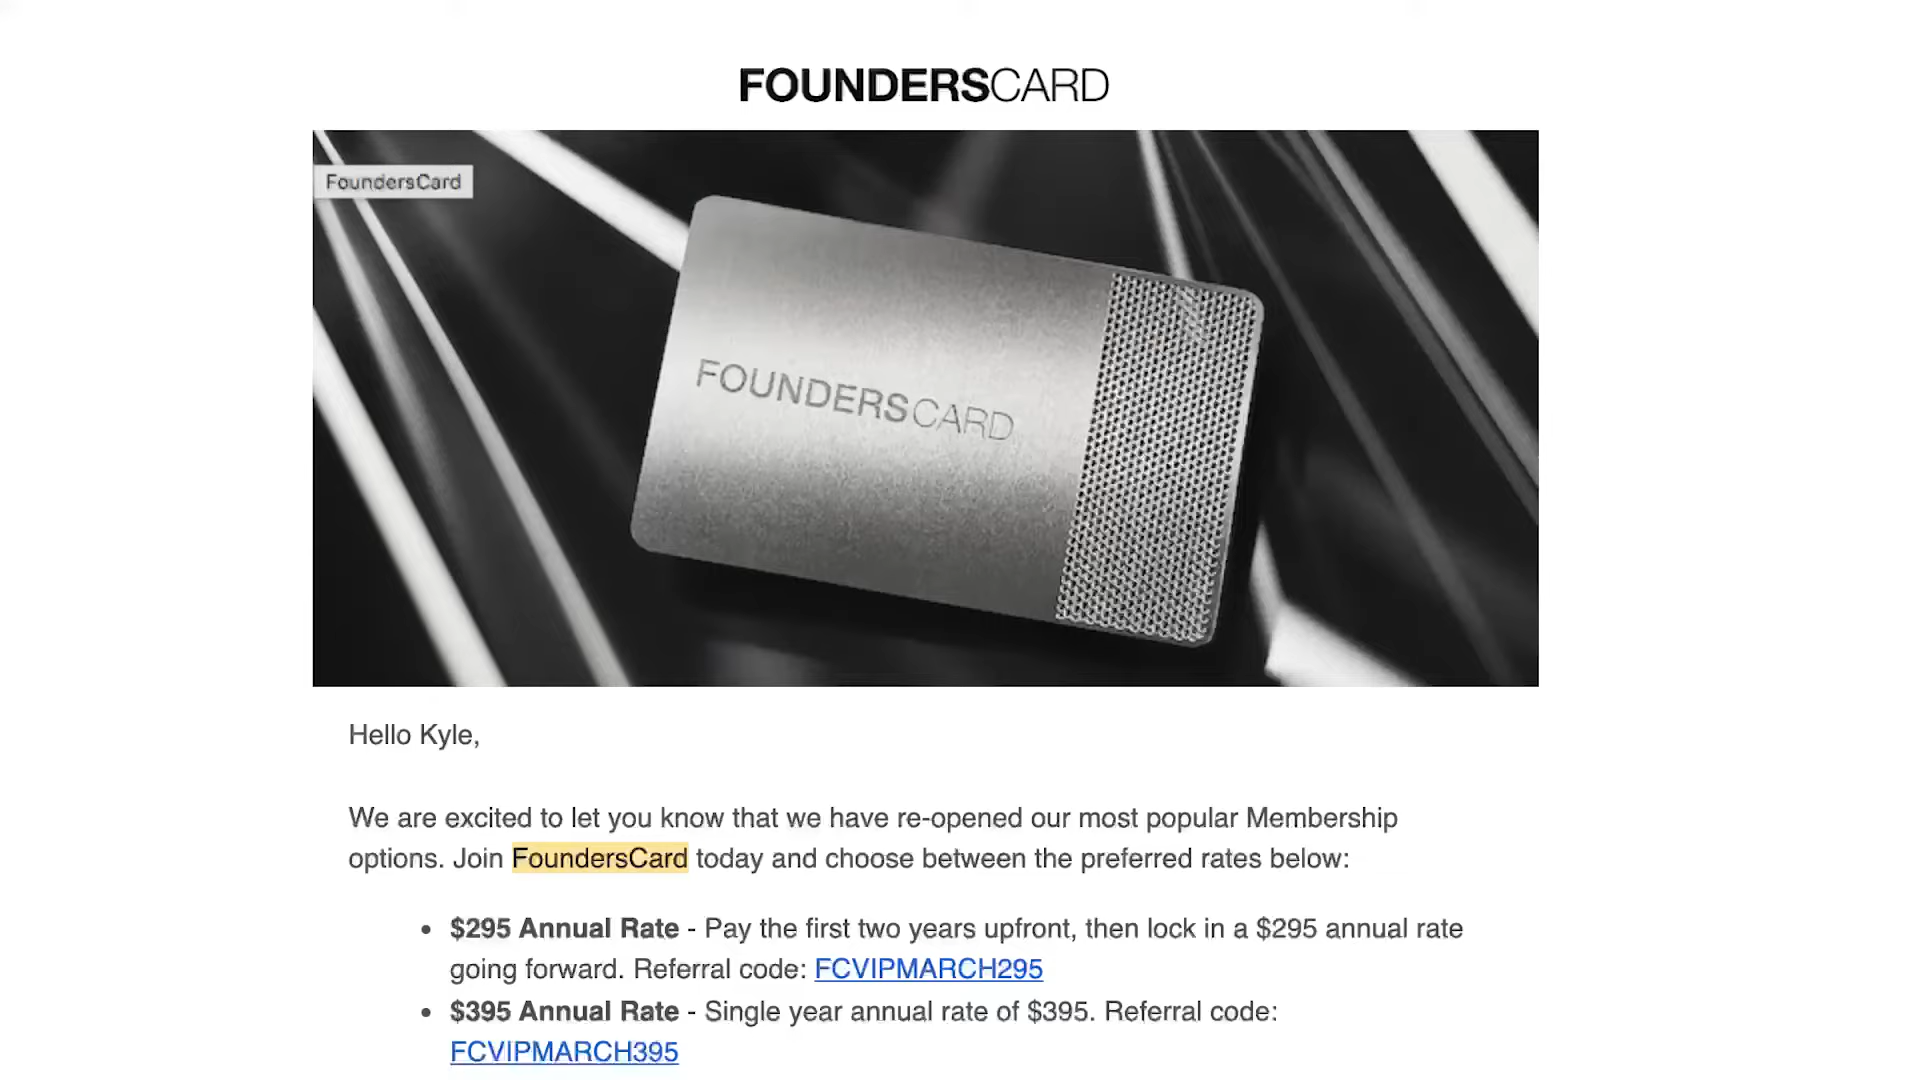 FOUNDERSCARD
FoundersCard
FOUNDERSCARD
Hello Kyle,
We are excited to let you know that we have re-opened our most popular Membership
options. Join FoundersCard today and choose between the preferred rates below:
• $295 Annual Rate - Pay the first two years upfront, then lock in a $295 annual rate
going forward. Referral code: FCVIPMARCH295
• $395 Annual Rate - Single year annual rate of $395. Referral code:
FCVIPMARCH395